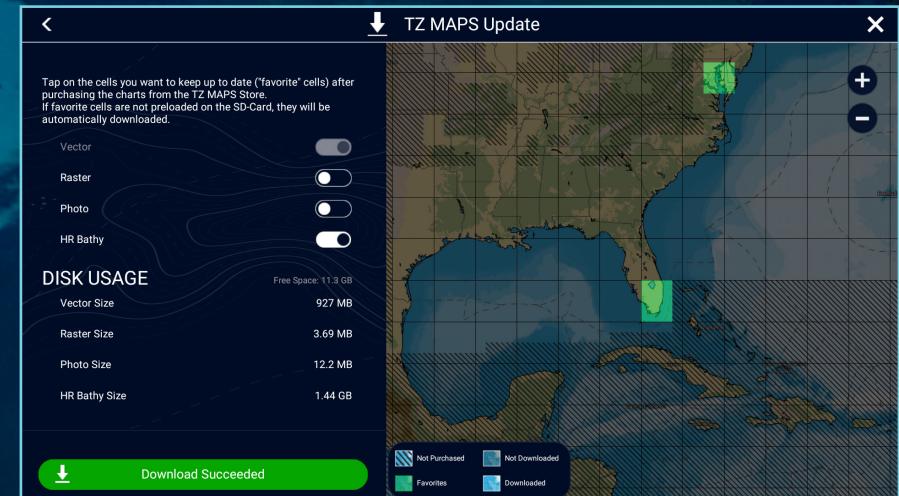 TZ MAPS Update
Tap on the cells you want to keep up to date ("favorite" cells) after
purchasing the charts from the TZ MAPS Store.
If favorite cells are not preloaded on the SD-Card, they will be
automatically downloaded.
Vector
Raster
Photo
HR Bathy
DISK USAGE
Free Space: 11.3 GB
Vector Size 927 MB
Raster Size 3.69 MB
Photo Size 12.2 MB
HR Bathy Size 1.44 GB
Download Succeeded
Not Purchased
Not Downloaded
Favorites
Downloaded